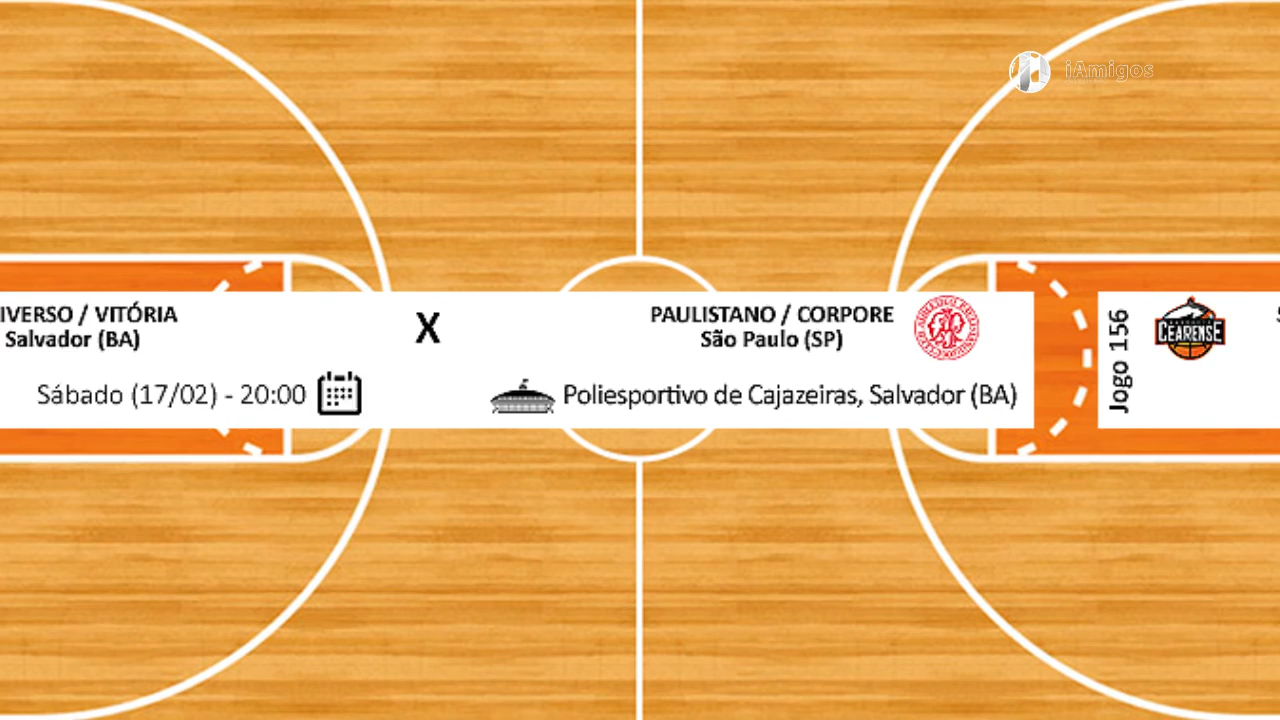 iAmigos
IVERSO / VITÓRIA
Salvador (BA)
Sábado (17/02) - 20:00
X
PAULISTANO / CORPORE
São Paulo (SP)
Poliesportivo de Cajazeiras, Salvador (BA)
Jogo 156
CEARENSE